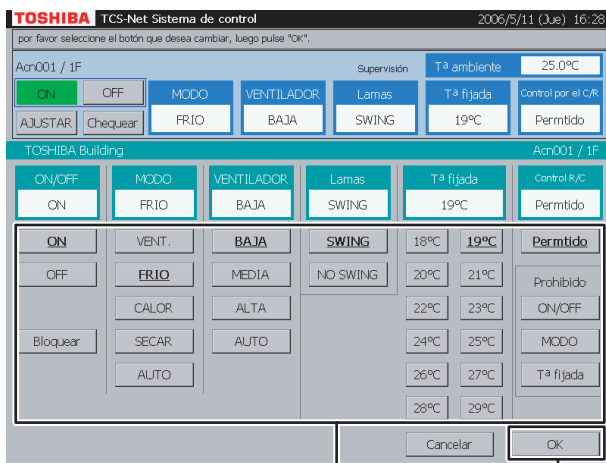 TOSHIBA TCS-Net Sistema de control 2006/5/11 (Jue) 16:28
por favor seleccione el botón que desea cambiar, luego pulse "OK".
Acn001 / 1F Supervisión Tª ambiente 25.0ºC
ON OFF MODO VENTILADOR Lamas Tª fijada Control por el C/R
AJUSTAR Chequear FRIO BAJA SWING 19ºC Permtido
TOSHIBA Building Acn001 / 1F
ON/OFF MODO VENTILADOR Lamas Tª fijada Control R/C
ON FRIO BAJA SWING 19ºC Permtido
ON VENT. BAJA SWING 18ºC 19ºC Permtido
OFF FRIO MEDIA NO SWING 20ºC 21ºC Prohibido
CALOR ALTA 22ºC 23ºC ON/OFF
Bloquear SECAR AUTO 24ºC 25ºC MODO
AUTO 26ºC 27ºC Tª fijada
28ºC 29ºC
Cancelar OK